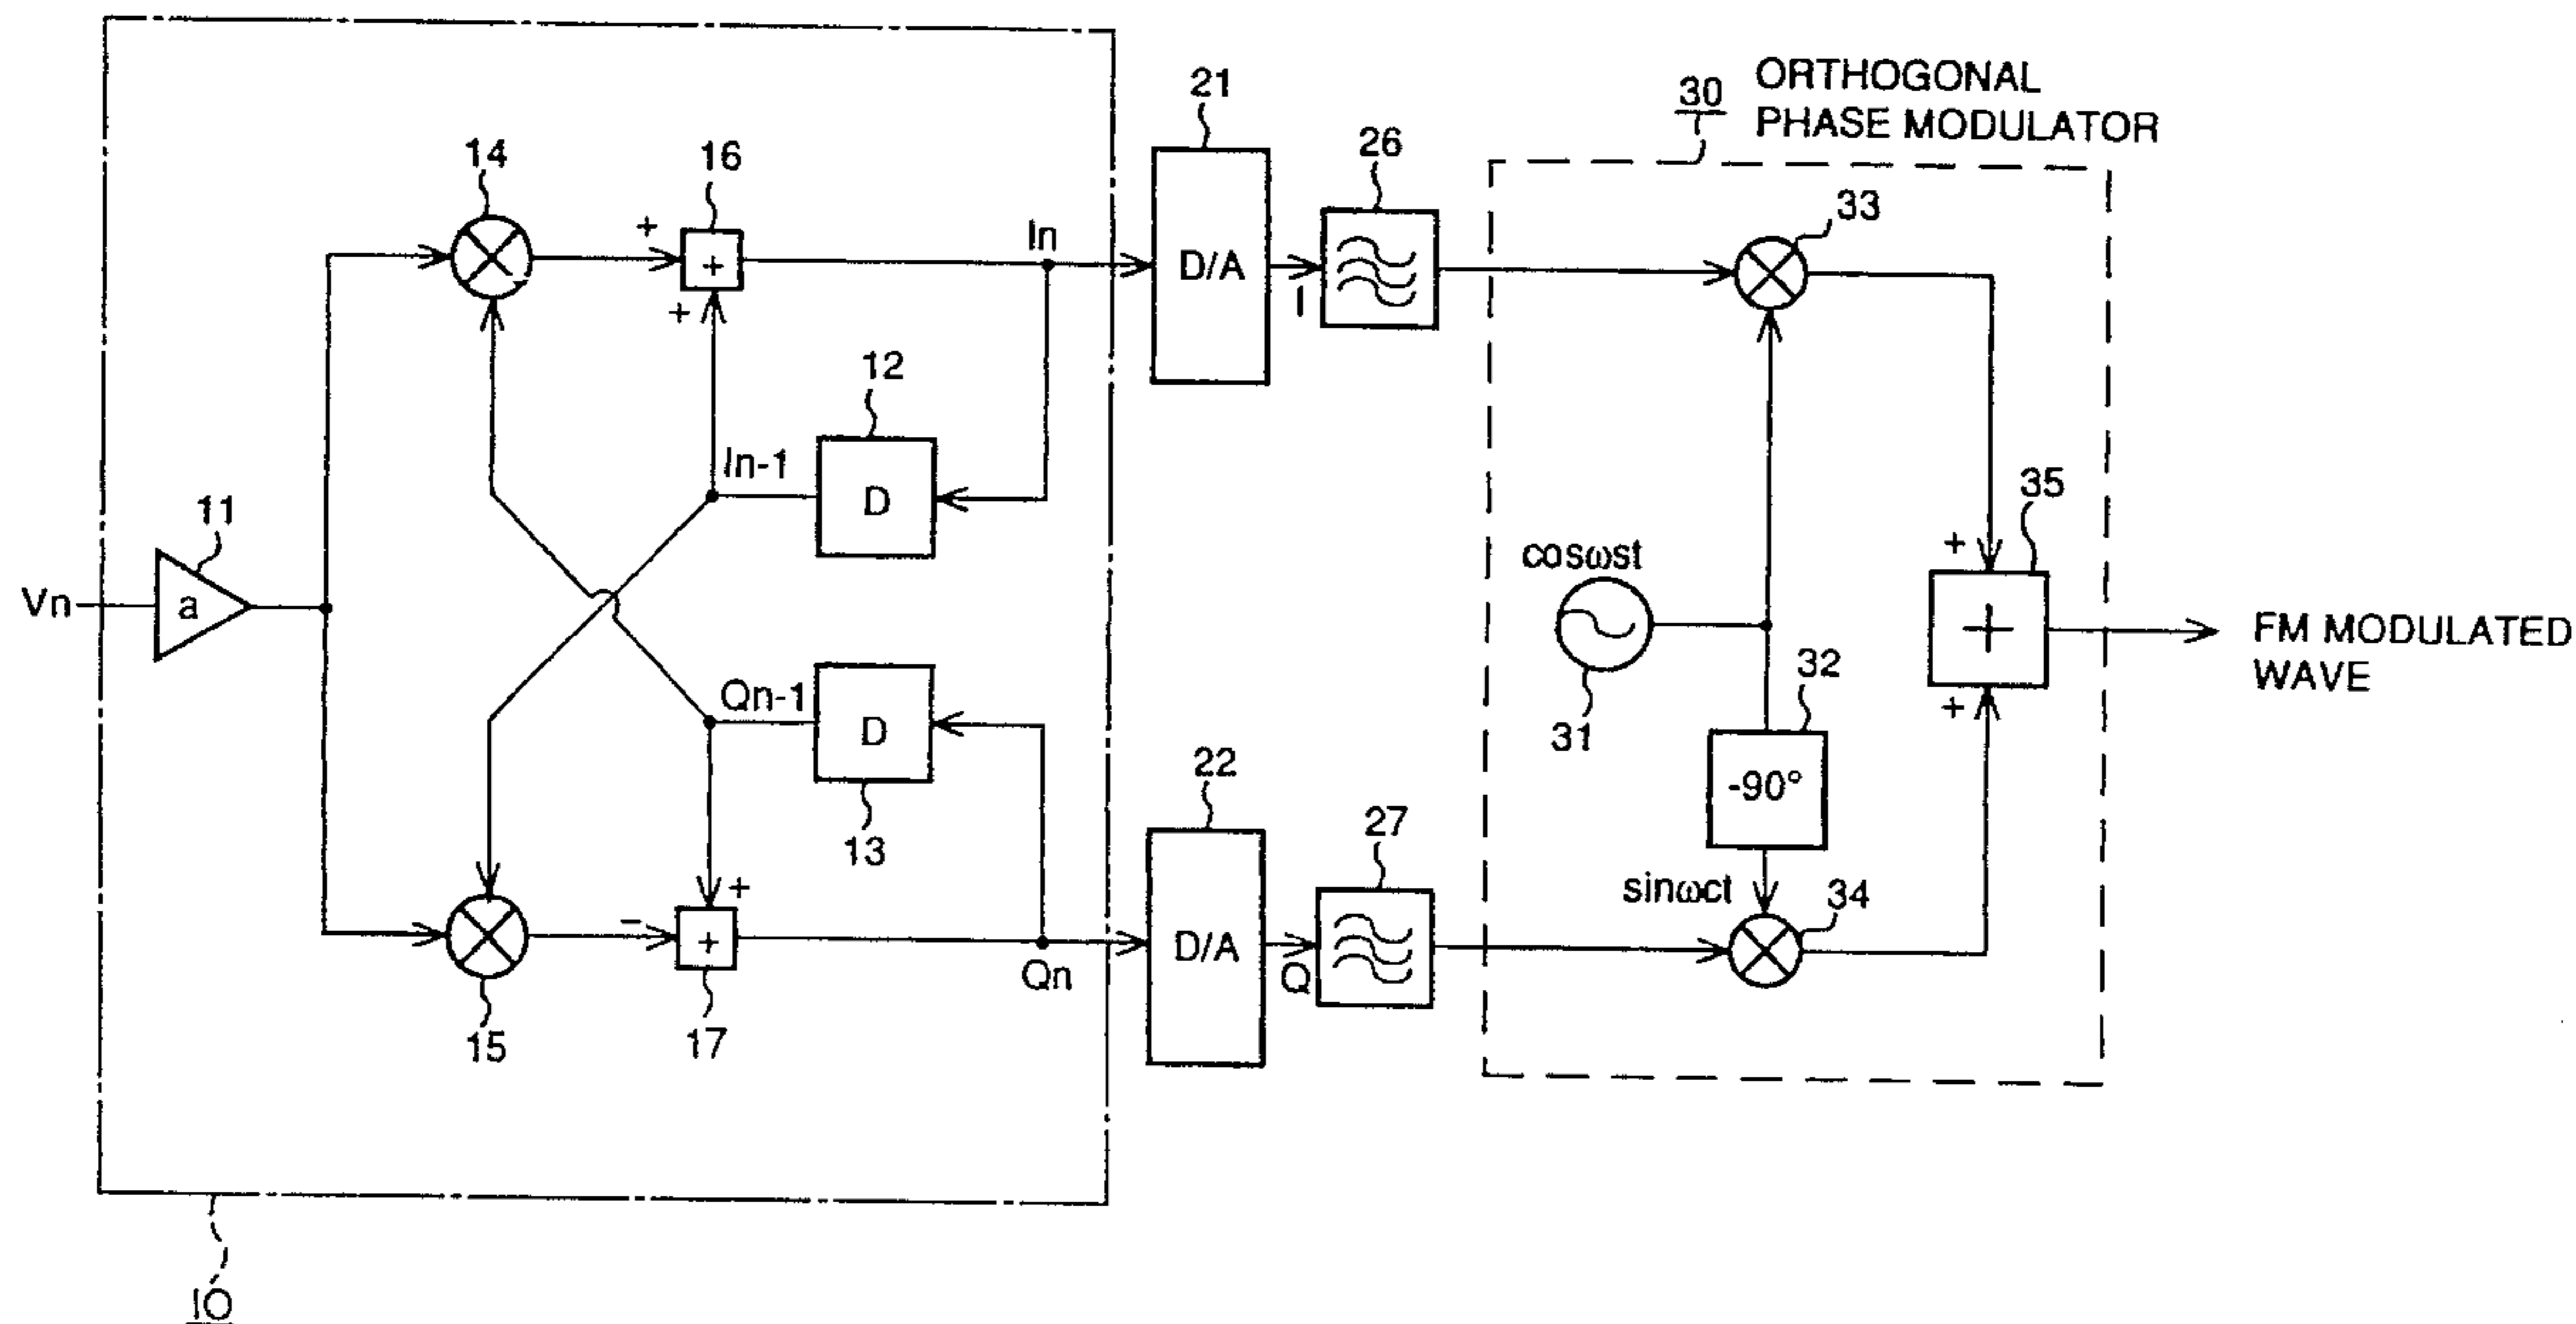 30 ORTHOGONAL
PHASE MODULATOR
21
26
14
16
33
+
In
+
+
D/A
I
12
In-1
D
11
35
+
cosωst
Vn
a
+
FM MODULATED
WAVE
32
31
Qn-1
D
+
-90°
13
22
27
+
sinωct
34
-
+
D/A
Q
Qn
15
17
10